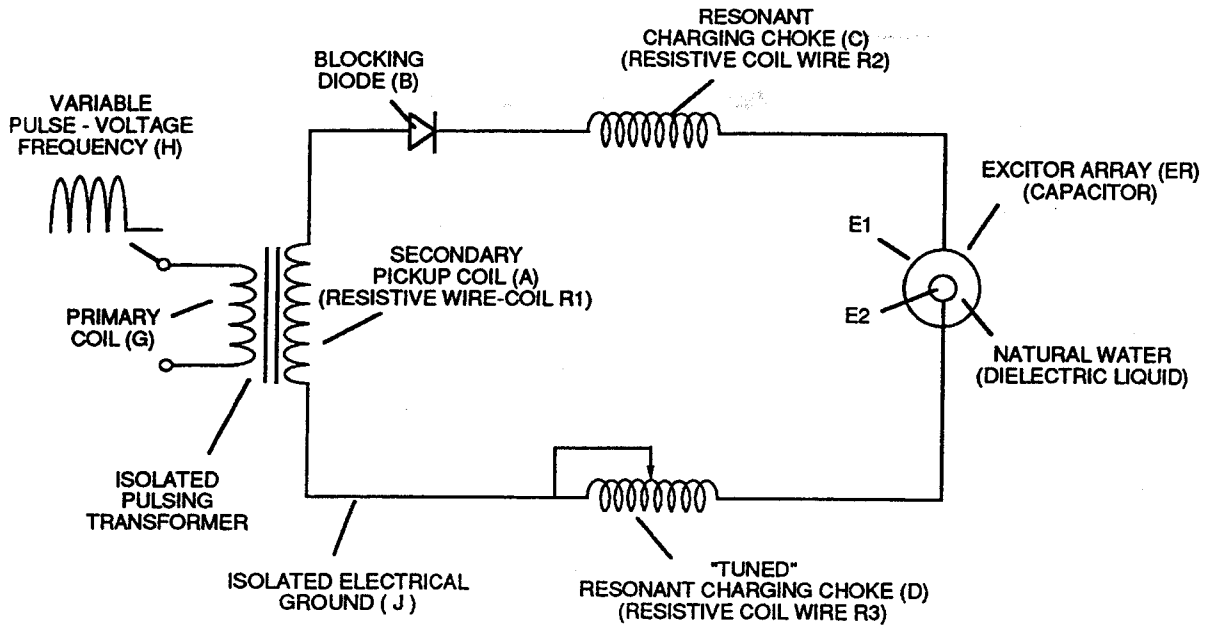 RESONANT
CHARGING CHOKE (C)
(RESISTIVE COIL WIRE R2)
BLOCKING
DIODE (B)
VARIABLE
PULSE - VOLTAGE
FREQUENCY (H)
EXCITOR ARRAY (ER)
(CAPACITOR)
E1
SECONDARY
PICKUP COIL (A)
(RESISTIVE WIRE-COIL R1)
E2
PRIMARY
COIL (G)
NATURAL WATER
(DIELECTRIC LIQUID)
ISOLATED
PULSING
TRANSFORMER
ISOLATED ELECTRICAL
GROUND ( J )
"TUNED"
RESONANT CHARGING CHOKE (D)
(RESISTIVE COIL WIRE R3)